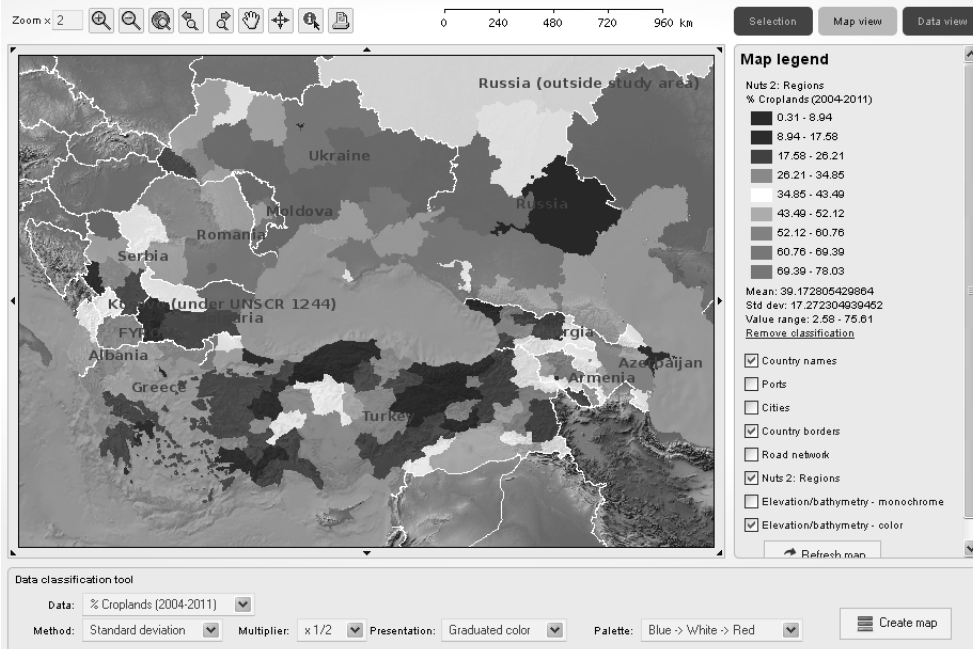 Zoom x 2
0 240 480 720 960 km
Selection Map view Data view
Russia (outside study area)
Ukraine
Moldova
Russia
Romania
Serbia
(under UNSCR 1244)
Albania
Greece
Armenia
Map legend
Nuts 2: Regions
% Croplands (2004-2011)
0.31 - 8.94
8.94 - 17.58
17.58 - 26.21
26.21 - 34.85
34.85 - 43.49
43.49 - 52.12
52.12 - 60.76
60.76 - 69.39
69.39 - 78.03
Mean: 39.172805429864
Std dev: 17.272304939452
Value range: 2.58 - 75.61
Remove classification
Country names
Ports
Cities
Country borders
Road network
Nuts 2: Regions
Elevation/bathymetry - monochrome
Elevation/bathymetry - color
Refresh map
Data classification tool
Data: % Croplands (2004-2011)
Method: Standard deviation Multiplier: x 1/2 Presentation: Graduated color Palette: Blue -> White -> Red
Create map